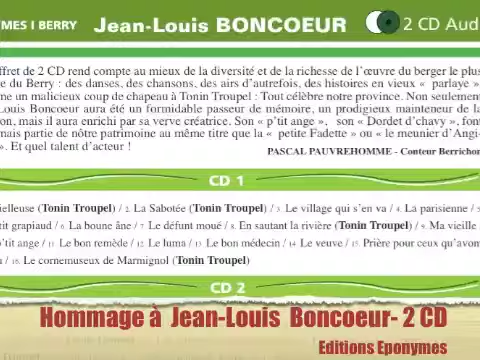 MES I BERRY Jean-Louis BONCOEUR 2 CD Aud
ffret de 2 CD rend compte au mieux de la diversité et de la richesse de l'œuvre du berger le plus
e du Berry : des danses, des chansons, des airs d'autrefois, des histoires en vieux « parlaye »
me un malicieux coup de chapeau à Tonin Troupel : Tout célèbre notre province. Non seulement
Louis Boncoeur aura été un formidable passeur de mémoire, un prodigieux mainteneur de la
on, mais il aura enrichi par sa verve créatrice. Son « p'tit ange », son « Dordet d'chavy », font
mais partie de nôtre patrimoine au même titre que la « petite Fadette » ou « le meunier d'Angi-
». Et quel talent d'acteur !
PASCAL PAUVREHOMME - Conteur Berrichon
CD 1
ielleuse (Tonin Troupel) / 2. La Sabotée (Tonin Troupel) / 3. Le village qui s'en va / 4. La parisienne / 5
tit grapiaud / 6. La boune âne / 7. Le défunt moué / 8. En sautant la rivière (Tonin Troupel) / 9. Ma vieille
p'tit ange / 11. Le bon remède / 12. Le luma / 13. Le bon médecin / 14. Le veuve / 15. Prière pour ceux qu'avom
n / 16. Le cornemuseux de Marmignol (Tonin Troupel)
CD 2
Hommage à Jean-Louis Boncoeur- 2 CD
Editions Eponymes